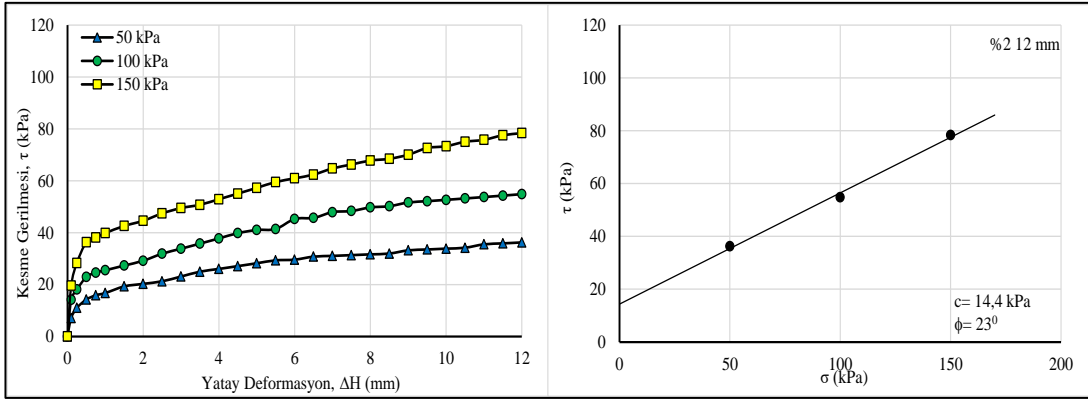 120
100
80
60
40
20
0
Kesme Gerilmesi, τ (kPa)
50 kPa
100 kPa
150 kPa
0 2 4 6 8 10 12
Yatay Deformasyon, ΔH (mm)
120
100
80
60
40
20
0
τ (kPa)
%2 12 mm
c= 14,4 kPa
ϕ= 23⁰
0 50 100 150 200
σ (kPa)